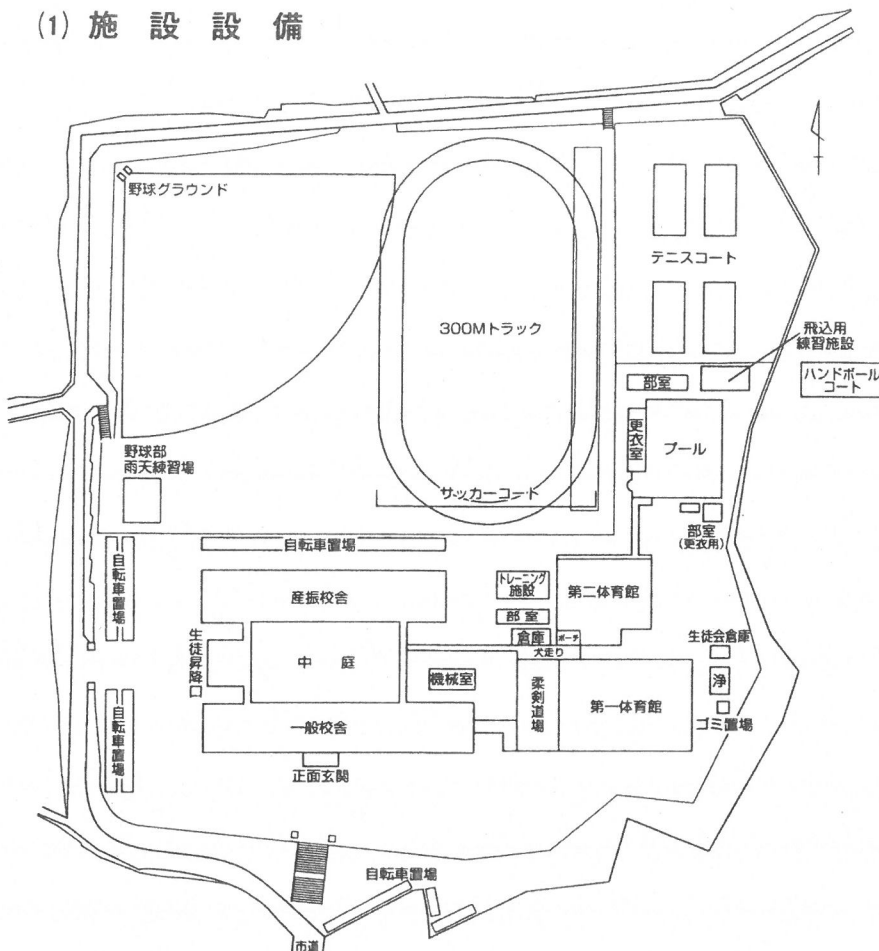 (1) 施設設備
野球グラウンド
300Mトラック
テニスコート
飛込用
練習施設
ハンドボール
コート
部室
更衣室
プール
野球部
雨天練習場
サッカーコート
部室
(更衣用)
自転車置場
自転車置場
産振校舎
トレーニング
施設
第二体育館
部室
倉庫
ポーチ
犬走り
生徒会倉庫
生徒昇降
中庭
機械室
柔剣道場
第一体育館
浄
ゴミ置場
自転車置場
一般校舎
正面玄関
自転車置場
市道